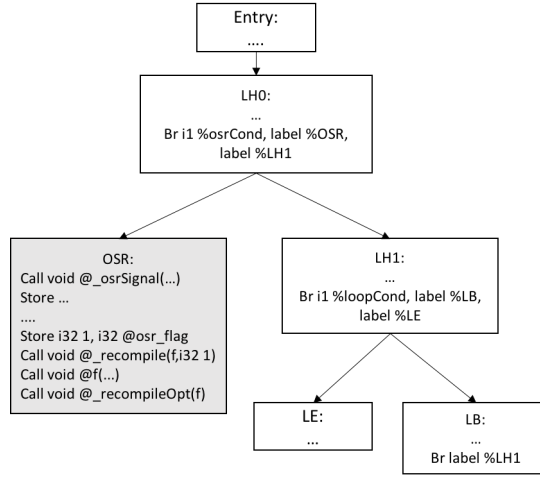 Entry:
....
LH0:
...
Br i1 %osrCond, label %OSR,
label %LH1
OSR:
Call void @_osrSignal(...)
Store ...
....
Store i32 1, i32 @osr_flag
Call void @_recompile(f,i32 1)
Call void @f(...)
Call void @_recompileOpt(f)
LH1:
...
Br i1 %loopCond, label %LB,
label %LE
LE:
...
LB:
...
Br label %LH1